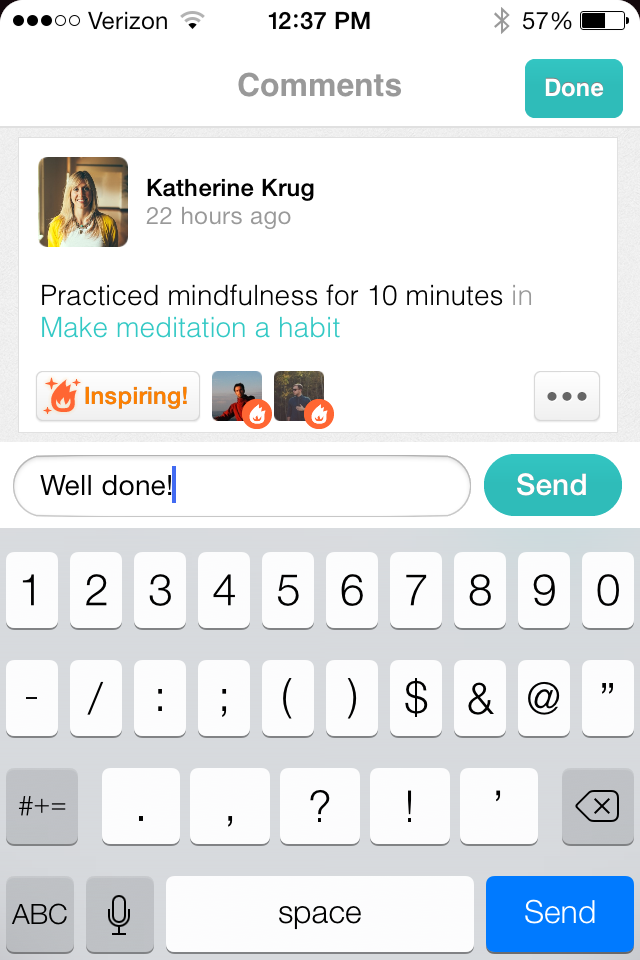 Verizon 12:37 PM 57%
Comments Done
Katherine Krug
22 hours ago
Practiced mindfulness for 10 minutes in
Make meditation a habit
Inspiring! •••
Well done! Send
1 2 3 4 5 6 7 8 9 0
- / : ; ( ) $ & @ ”
#+= . , ? ! ’
ABC space Send